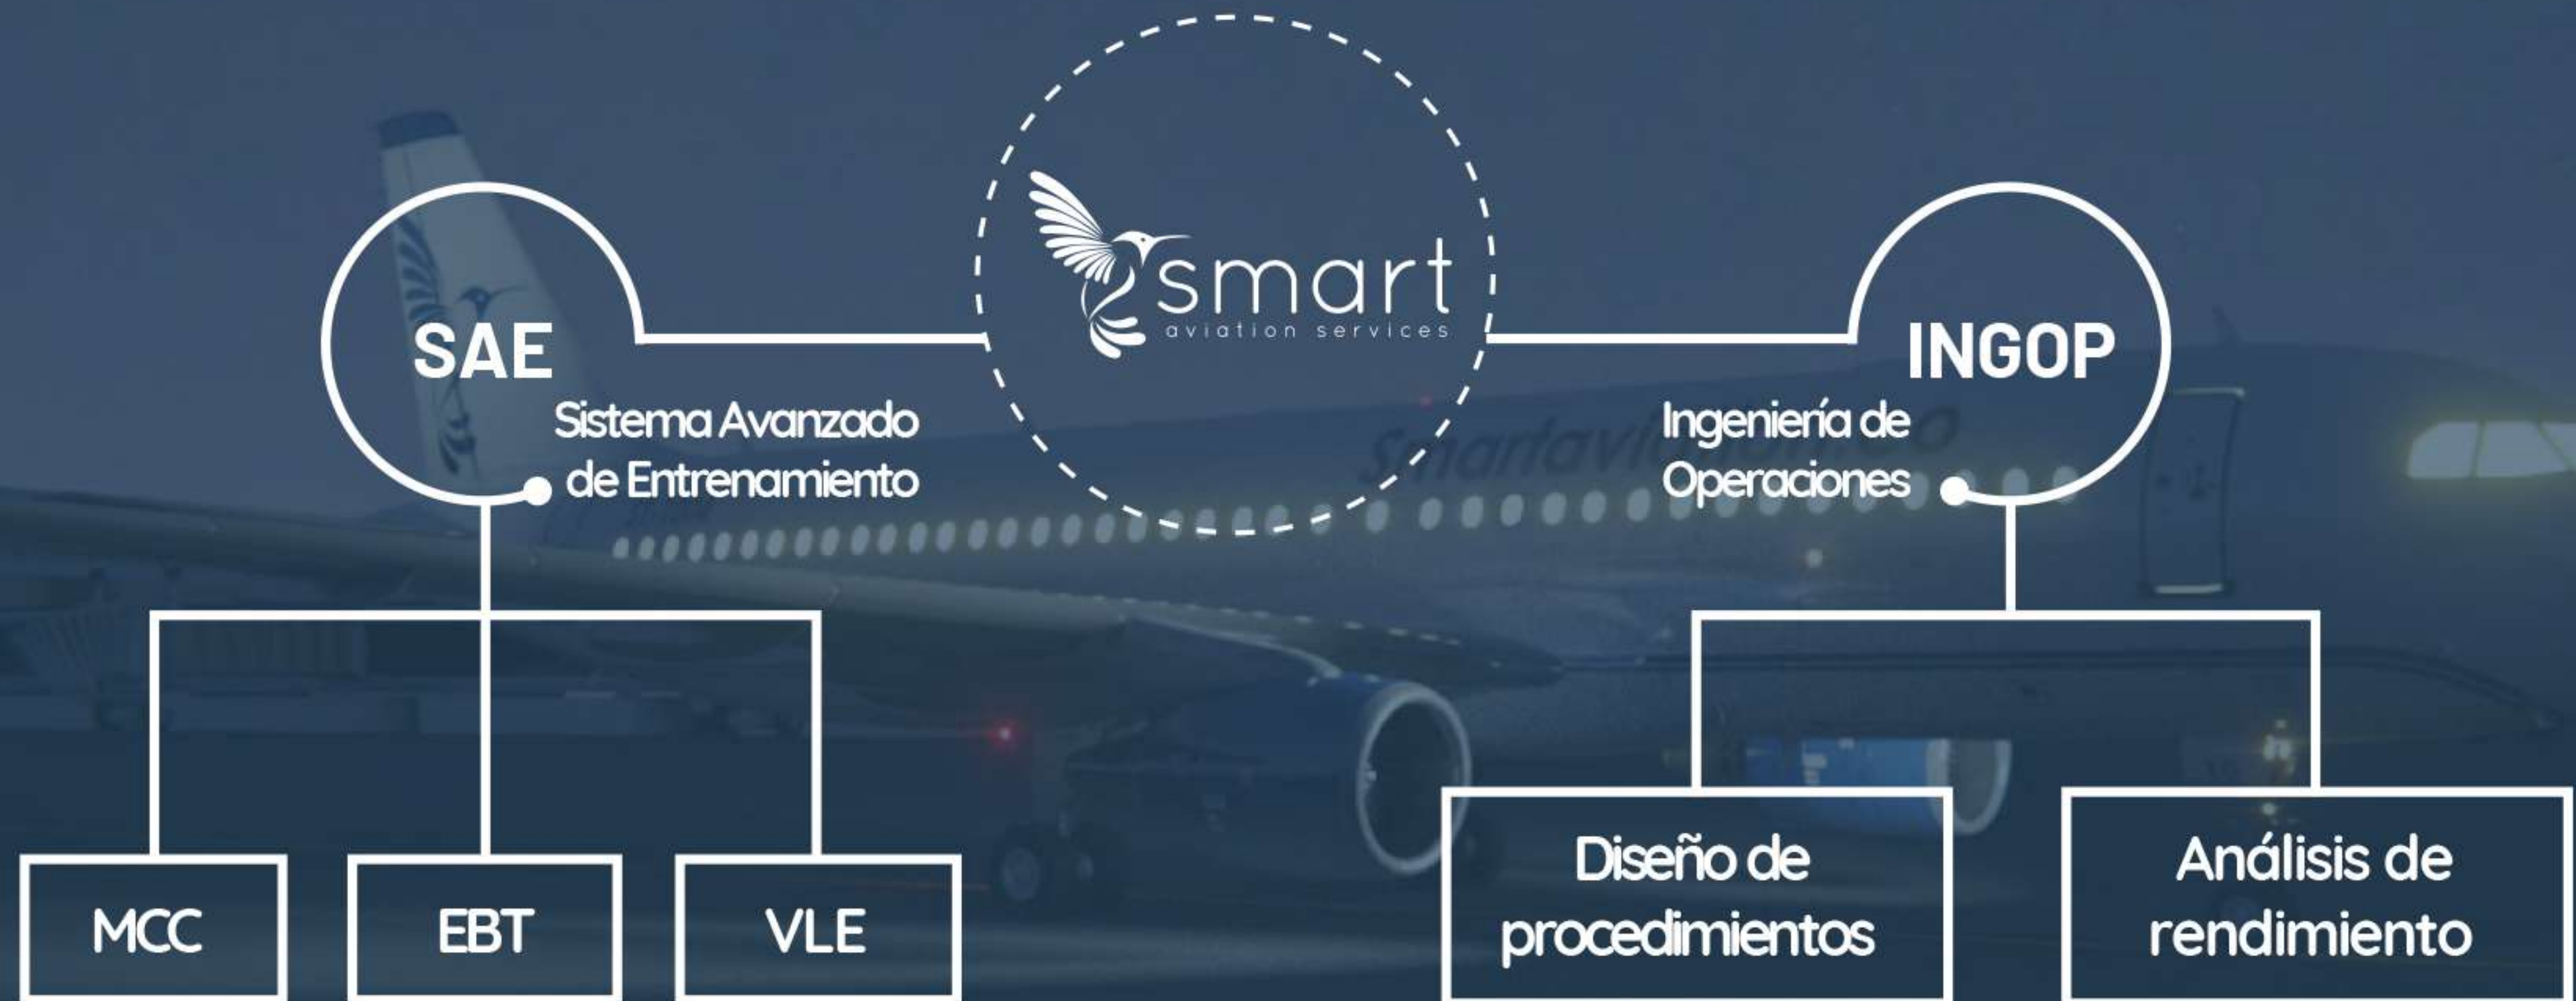 smart
aviation services
SAE
Sistema Avanzado
de Entrenamiento
INGOP
Ingeniería de
Operaciones
MCC
EBT
VLE
Diseño de
procedimientos
Análisis de
rendimiento